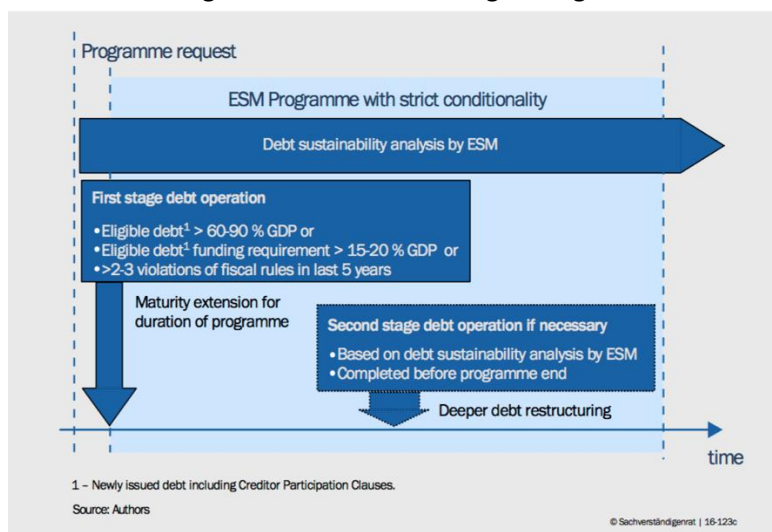 Programme request
ESM Programme with strict conditionality
Debt sustainability analysis by ESM
First stage debt operation
•Eligible debt¹ > 60-90 % GDP or
•Eligible debt¹ funding requirement > 15-20 % GDP or
•>2-3 violations of fiscal rules in last 5 years
Maturity extension for
duration of programme
Second stage debt operation if necessary
•Based on debt sustainability analysis by ESM
•Completed before programme end
Deeper debt restructuring
time
1 – Newly issued debt including Creditor Participation Clauses.
Source: Authors
© Sachverständigenrat | 16-123c